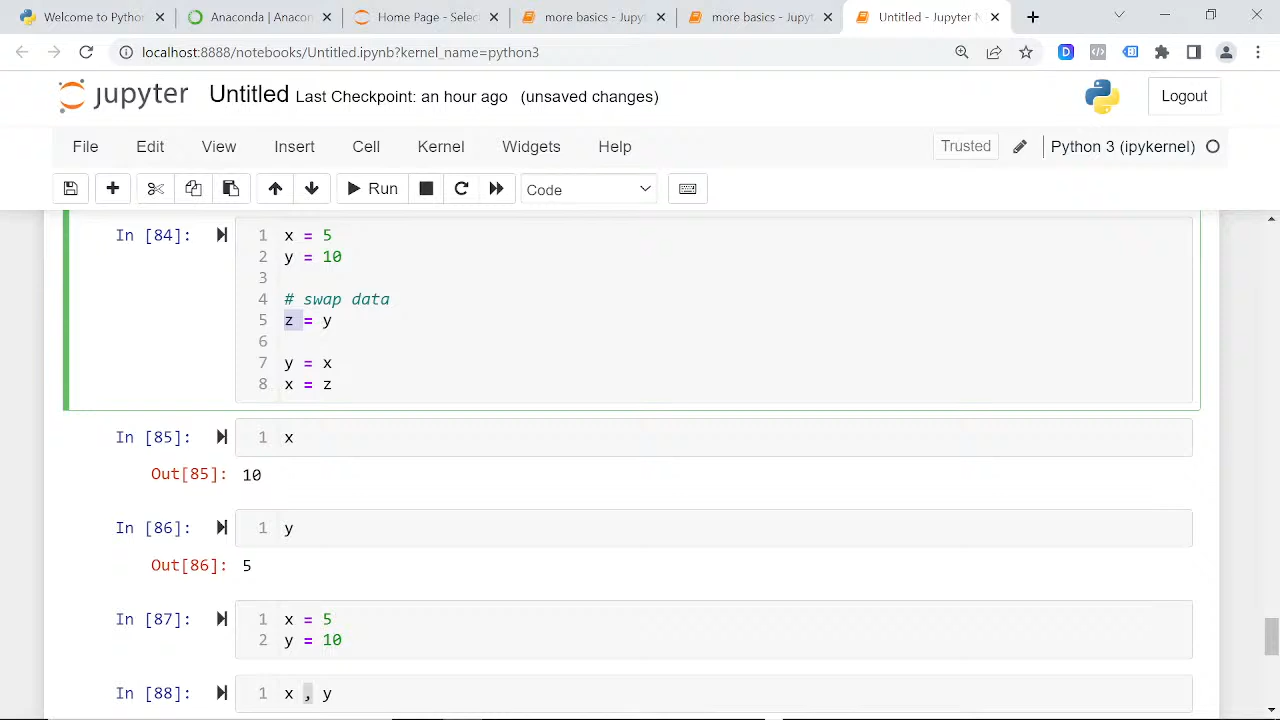 Welcome to Python
Anaconda | Anacon
Home Page - Sele
more basics - Jupyt
basics - Jupy
Untitled - Jupyter N
localhost:8888/notebooks/Untitled.ipynb?kernel_name=python3
jupyter Untitled Last Checkpoint: an hour ago (unsaved changes)
Logout
File Edit View Insert Cell Kernel Widgets Help
Trusted Python 3 (ipykernel)
Run Code
In [84]: 1 x = 5
2 y = 10
3
4 # swap data
5 z = y
6
7 y = x
8 x = z
In [85]: 1 x
Out[85]: 10
In [86]: 1 y
Out[86]: 5
In [87]: 1 x = 5
2 y = 10
In [88]: 1 x , y